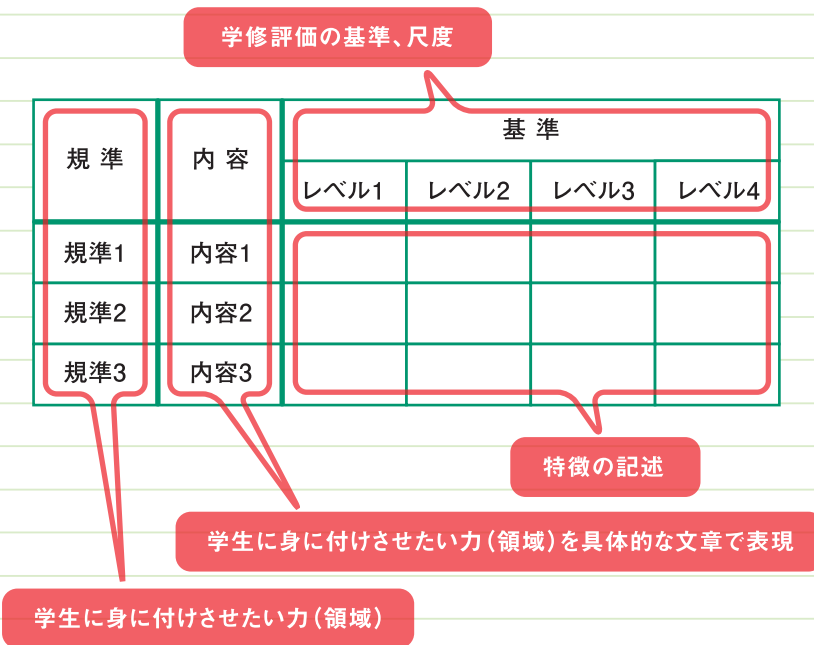 学修評価の基準、尺度
規準 内容 基準
レベル1 レベル2 レベル3 レベル4
規準1 内容1
規準2 内容2
規準3 内容3
特徴の記述
学生に身に付けさせたい力（領域）を具体的な文章で表現
学生に身に付けさせたい力（領域）